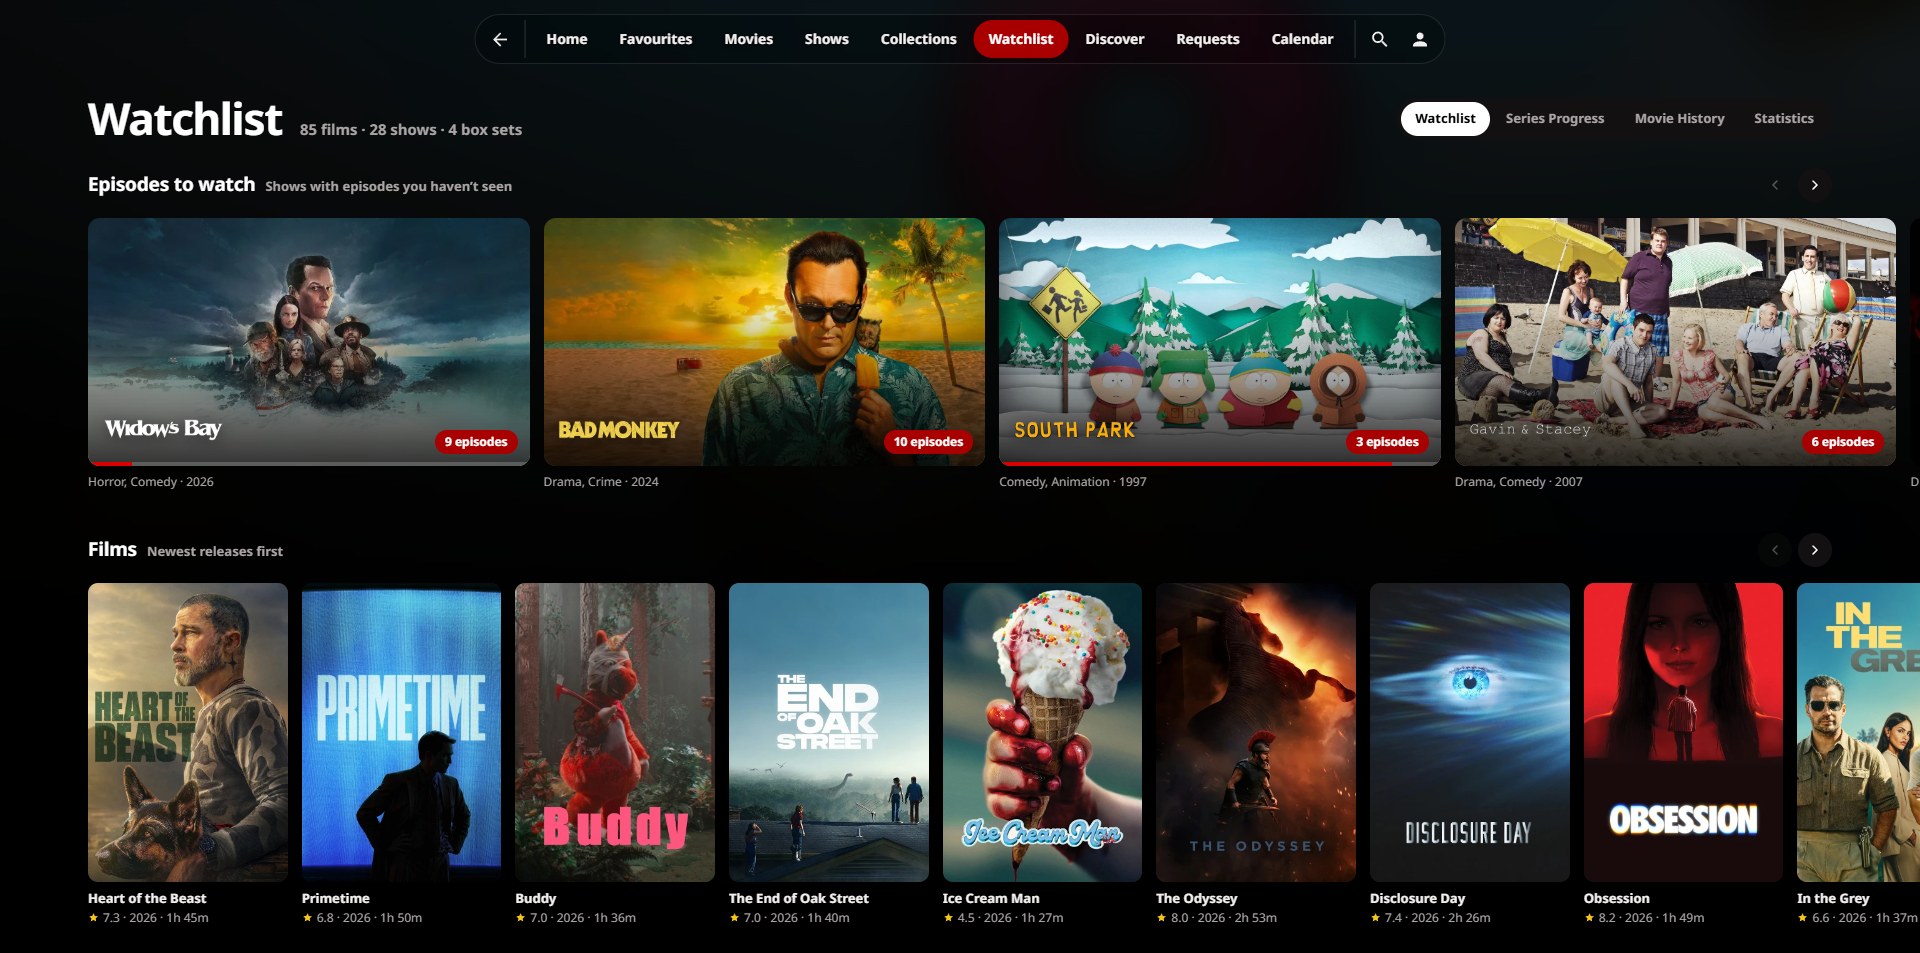 Home Favourites Movies Shows Collections Watchlist Discover Requests Calendar
Watchlist 85 films · 28 shows · 4 box sets
Watchlist Series Progress Movie History Statistics
Episodes to watch Shows with episodes you haven't seen
Widow's Bay
9 episodes
Horror, Comedy · 2026
BAD MONKEY
10 episodes
Drama, Crime · 2024
SOUTH PARK
3 episodes
Comedy, Animation · 1997
Gavin & Stacey
6 episodes
Drama, Comedy · 2007
D
Films Newest releases first
HEART OF THE BEAST
Heart of the Beast
7.3 · 2026 · 1h 45m
PRIMETIME
Primetime
6.8 · 2026 · 1h 50m
Buddy
Buddy
7.0 · 2026 · 1h 36m
THE
END
OF OAK
STREET
The End of Oak Street
7.0 · 2026 · 1h 40m
Ice Cream Man
Ice Cream Man
4.5 · 2026 · 1h 27m
THE ODYSSEY
The Odyssey
8.0 · 2026 · 2h 53m
DISCLOSURE DAY
Disclosure Day
7.4 · 2026 · 2h 26m
OBSESSION
Obsession
8.2 · 2026 · 1h 49m
IN
THE
GRE
In the Grey
6.6 · 2026 · 1h 37m